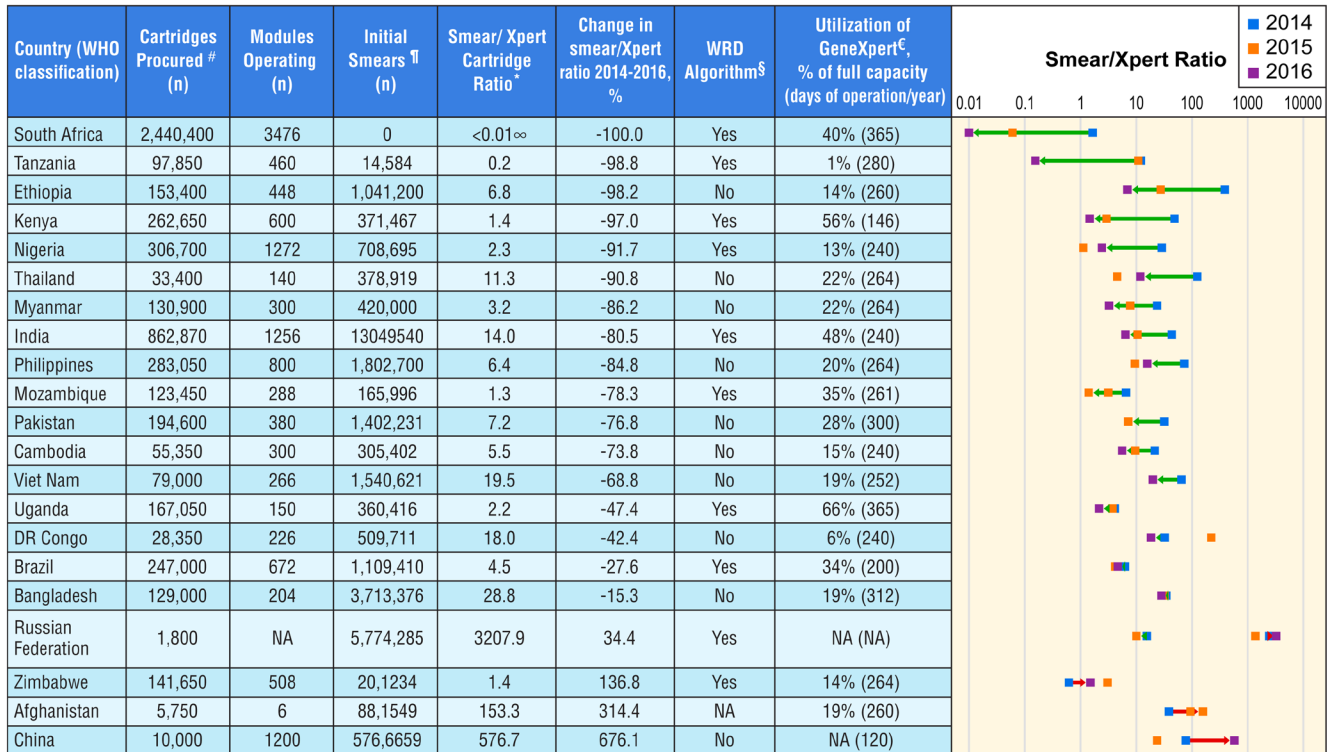 Country (WHO classification) | Cartridges Procured # (n) | Modules Operating (n) | Initial Smears ¶ (n) | Smear/ Xpert Cartridge Ratio* | Change in smear/Xpert ratio 2014-2016, % | WRD Algorithm§ | Utilization of GeneXpert€, % of full capacity (days of operation/year)
Smear/Xpert Ratio
2014
2015
2016
0.01 0.1 1 10 100 1000 10000
South Africa 2,440,400 3476 0 <0.01∞ -100.0 Yes 40% (365)
Tanzania 97,850 460 14,584 0.2 -98.8 Yes 1% (280)
Ethiopia 153,400 448 1,041,200 6.8 -98.2 No 14% (260)
Kenya 262,650 600 371,467 1.4 -97.0 Yes 56% (146)
Nigeria 306,700 1272 708,695 2.3 -91.7 Yes 13% (240)
Thailand 33,400 140 378,919 11.3 -90.8 No 22% (264)
Myanmar 130,900 300 420,000 3.2 -86.2 No 22% (264)
India 862,870 1256 13049540 14.0 -80.5 Yes 48% (240)
Philippines 283,050 800 1,802,700 6.4 -84.8 No 20% (264)
Mozambique 123,450 288 165,996 1.3 -78.3 Yes 35% (261)
Pakistan 194,600 380 1,402,231 7.2 -76.8 No 28% (300)
Cambodia 55,350 300 305,402 5.5 -73.8 No 15% (240)
Viet Nam 79,000 266 1,540,621 19.5 -68.8 No 19% (252)
Uganda 167,050 150 360,416 2.2 -47.4 Yes 66% (365)
DR Congo 28,350 226 509,711 18.0 -42.4 No 6% (240)
Brazil 247,000 672 1,109,410 4.5 -27.6 Yes 34% (200)
Bangladesh 129,000 204 3,713,376 28.8 -15.3 No 19% (312)
Russian Federation 1,800 NA 5,774,285 3207.9 34.4 Yes NA (NA)
Zimbabwe 141,650 508 20,1234 1.4 136.8 Yes 14% (264)
Afghanistan 5,750 6 88,1549 153.3 314.4 NA 19% (260)
China 10,000 1200 576,6659 576.7 676.1 No NA (120)